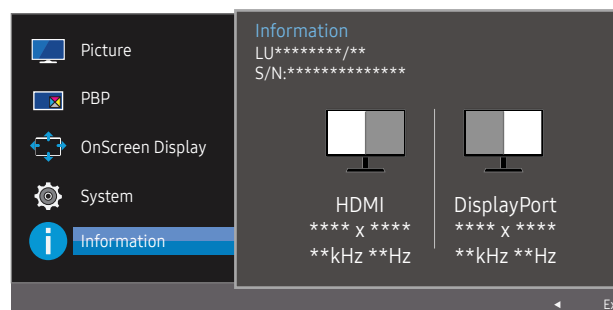 Picture
PBP
OnScreen Display
System
Information
Information
LU********/**
S/N:**************
HDMI
**** x ****
**kHz **Hz
DisplayPort
**** x ****
**kHz **Hz